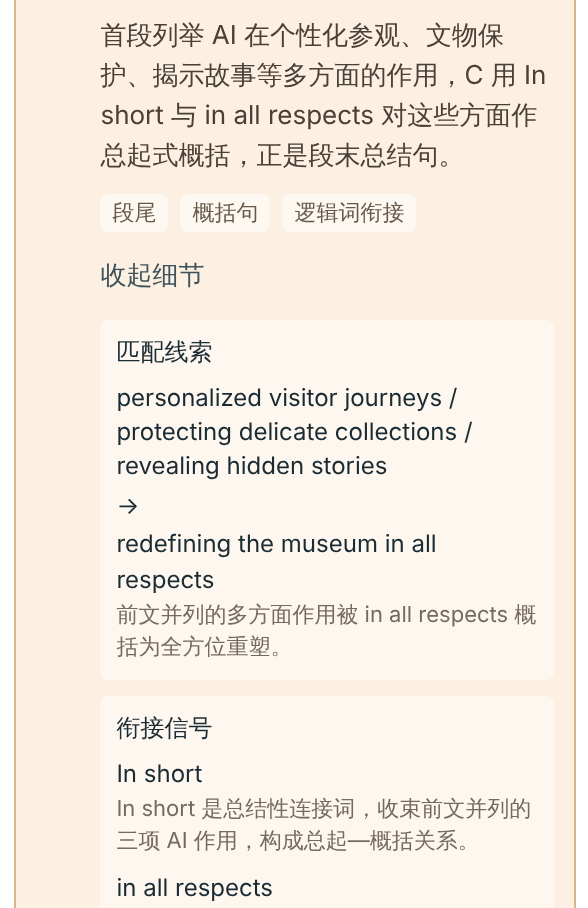 首段列举 AI 在个性化参观、文物保
护、揭示故事等多方面的作用，C 用 In
short 与 in all respects 对这些方面作
总起式概括，正是段末总结句。
段尾 概括句 逻辑词衔接
收起细节
匹配线索
personalized visitor journeys /
protecting delicate collections /
revealing hidden stories
→
redefining the museum in all
respects
前文并列的多方面作用被 in all respects 概
括为全方位重塑。
衔接信号
In short
In short 是总结性连接词，收束前文并列的
三项 AI 作用，构成总起—概括关系。
in all respects